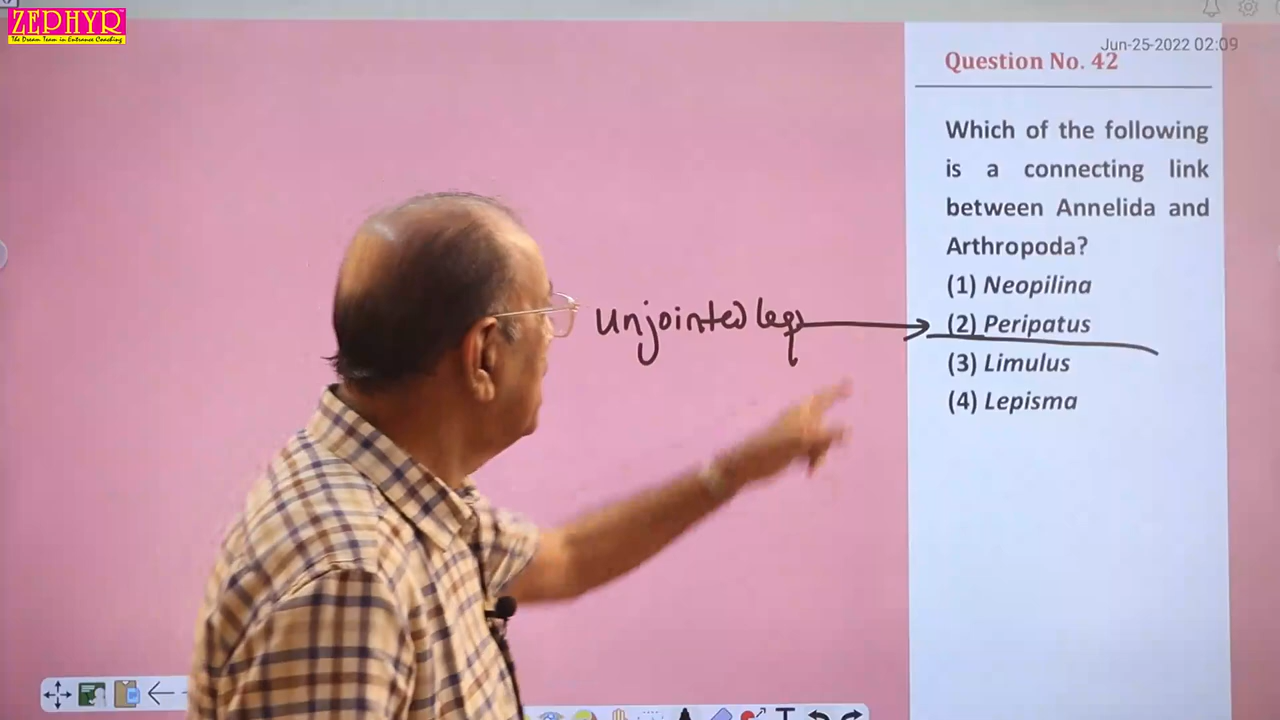 ZEPHYR
The Dream Team in Entrance Coaching
Jun-25-2022 02:09
Question No. 42
Which of the following
is a connecting link
between Annelida and
Arthropoda?
(1) Neopilina
unjointed legs
(2) Peripatus
(3) Limulus
(4) Lepisma
T